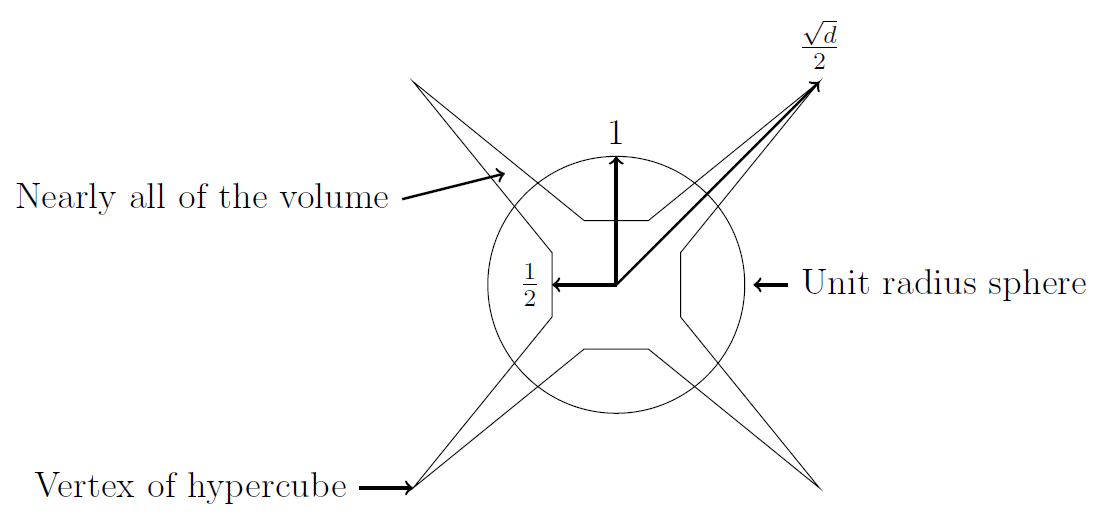 √d/2
1
Nearly all of the volume
1/2
Unit radius sphere
Vertex of hypercube